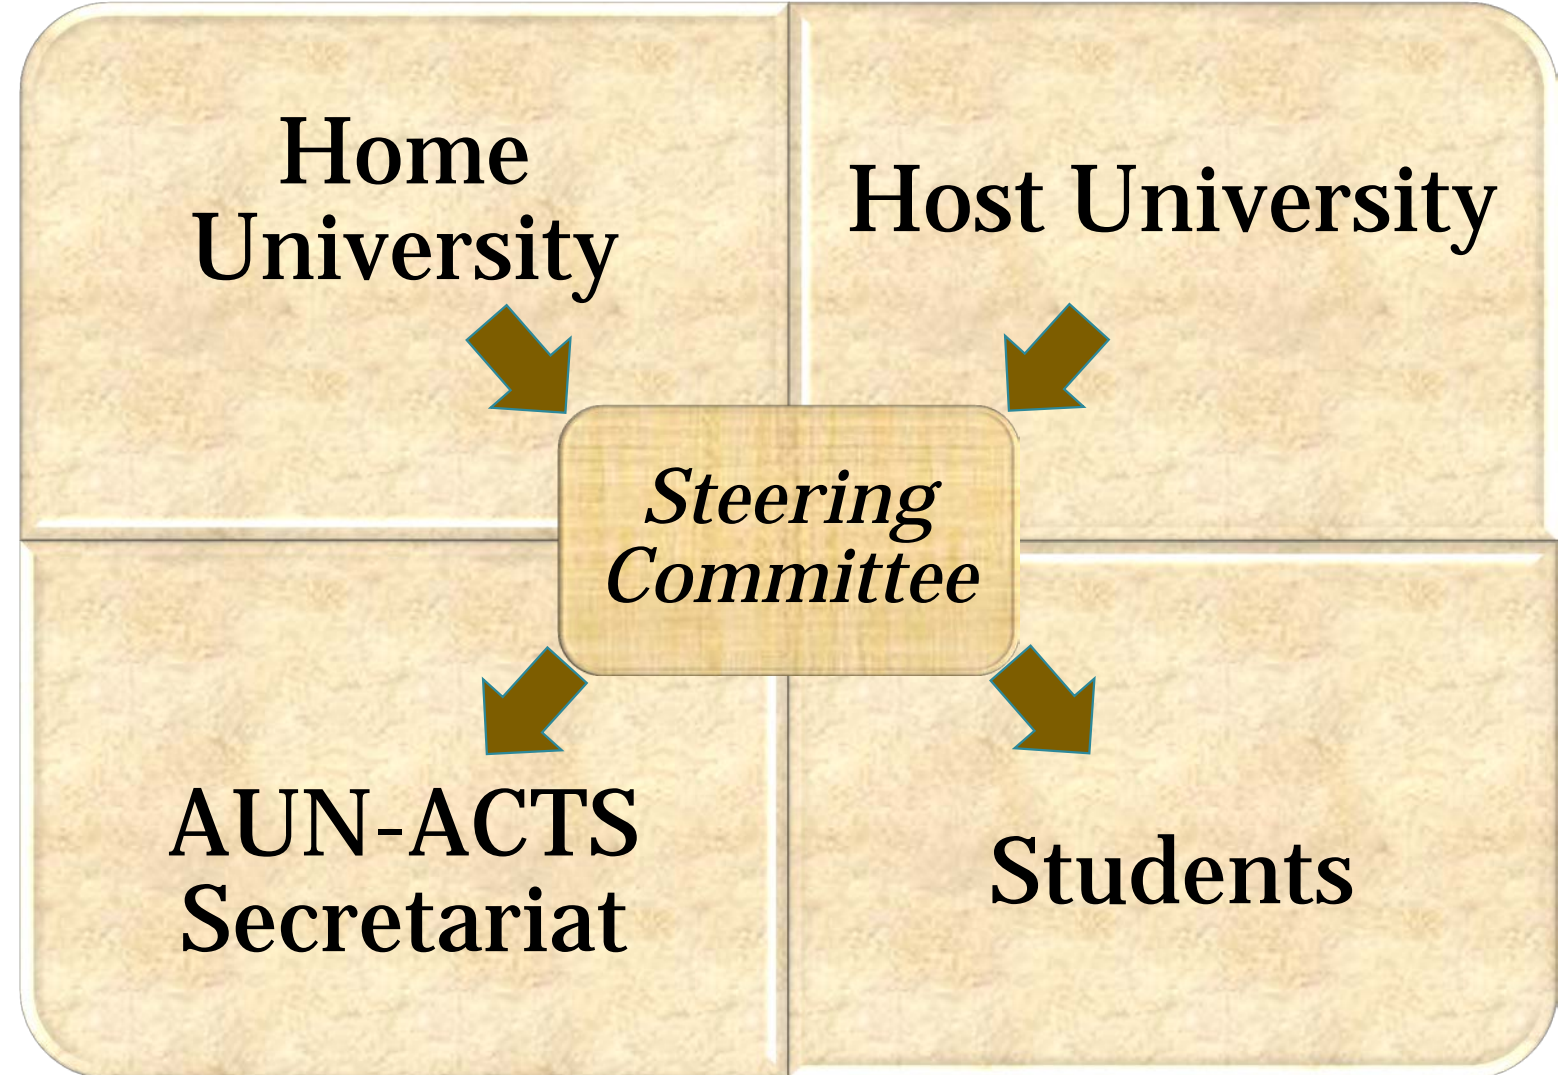 Home
University
Host University
Steering
Committee
AUN-ACTS
Secretariat
Students